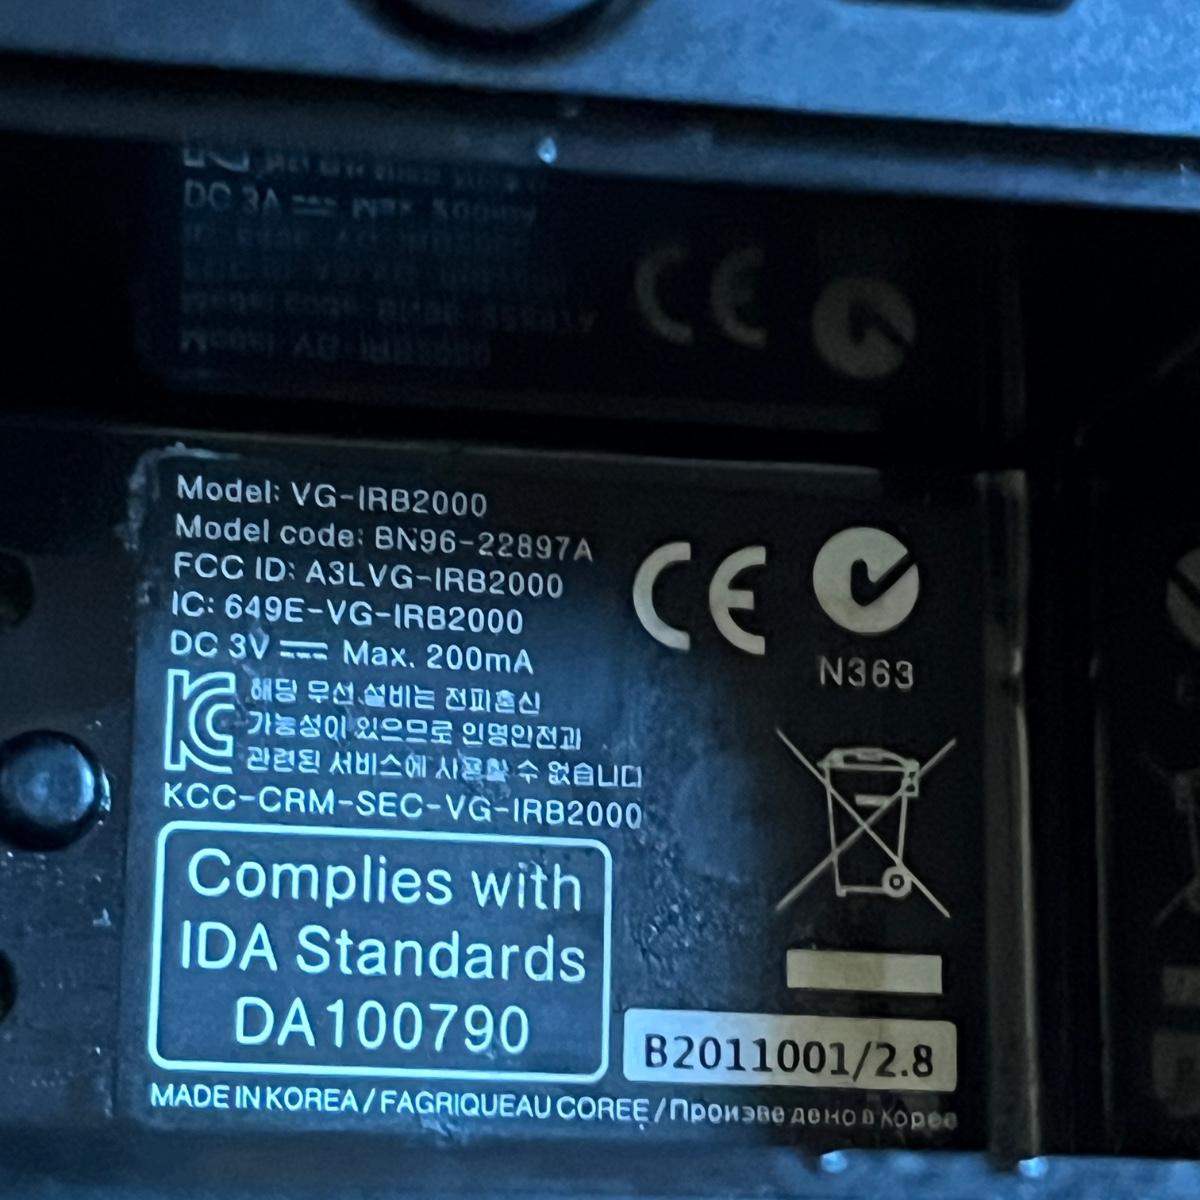 DC 3
Model: VG-IRB2000
Model code: BN96-22897A
FCC ID: A3LVG-IRB2000
IC: 649E-VG-IRB2000
DC 3V ⎓ Max. 200mA
해당 무선 설비는 전파혼신
가능성이 있으므로 인명안전과
관련된 서비스에 사용할 수 없습니다
KCC-CRM-SEC-VG-IRB2000
CE
N363
Complies with
IDA Standards
DA100790
B2011001/2.8
MADE IN KOREA / FAGRIQUEAU COREE / Произведено в Корее